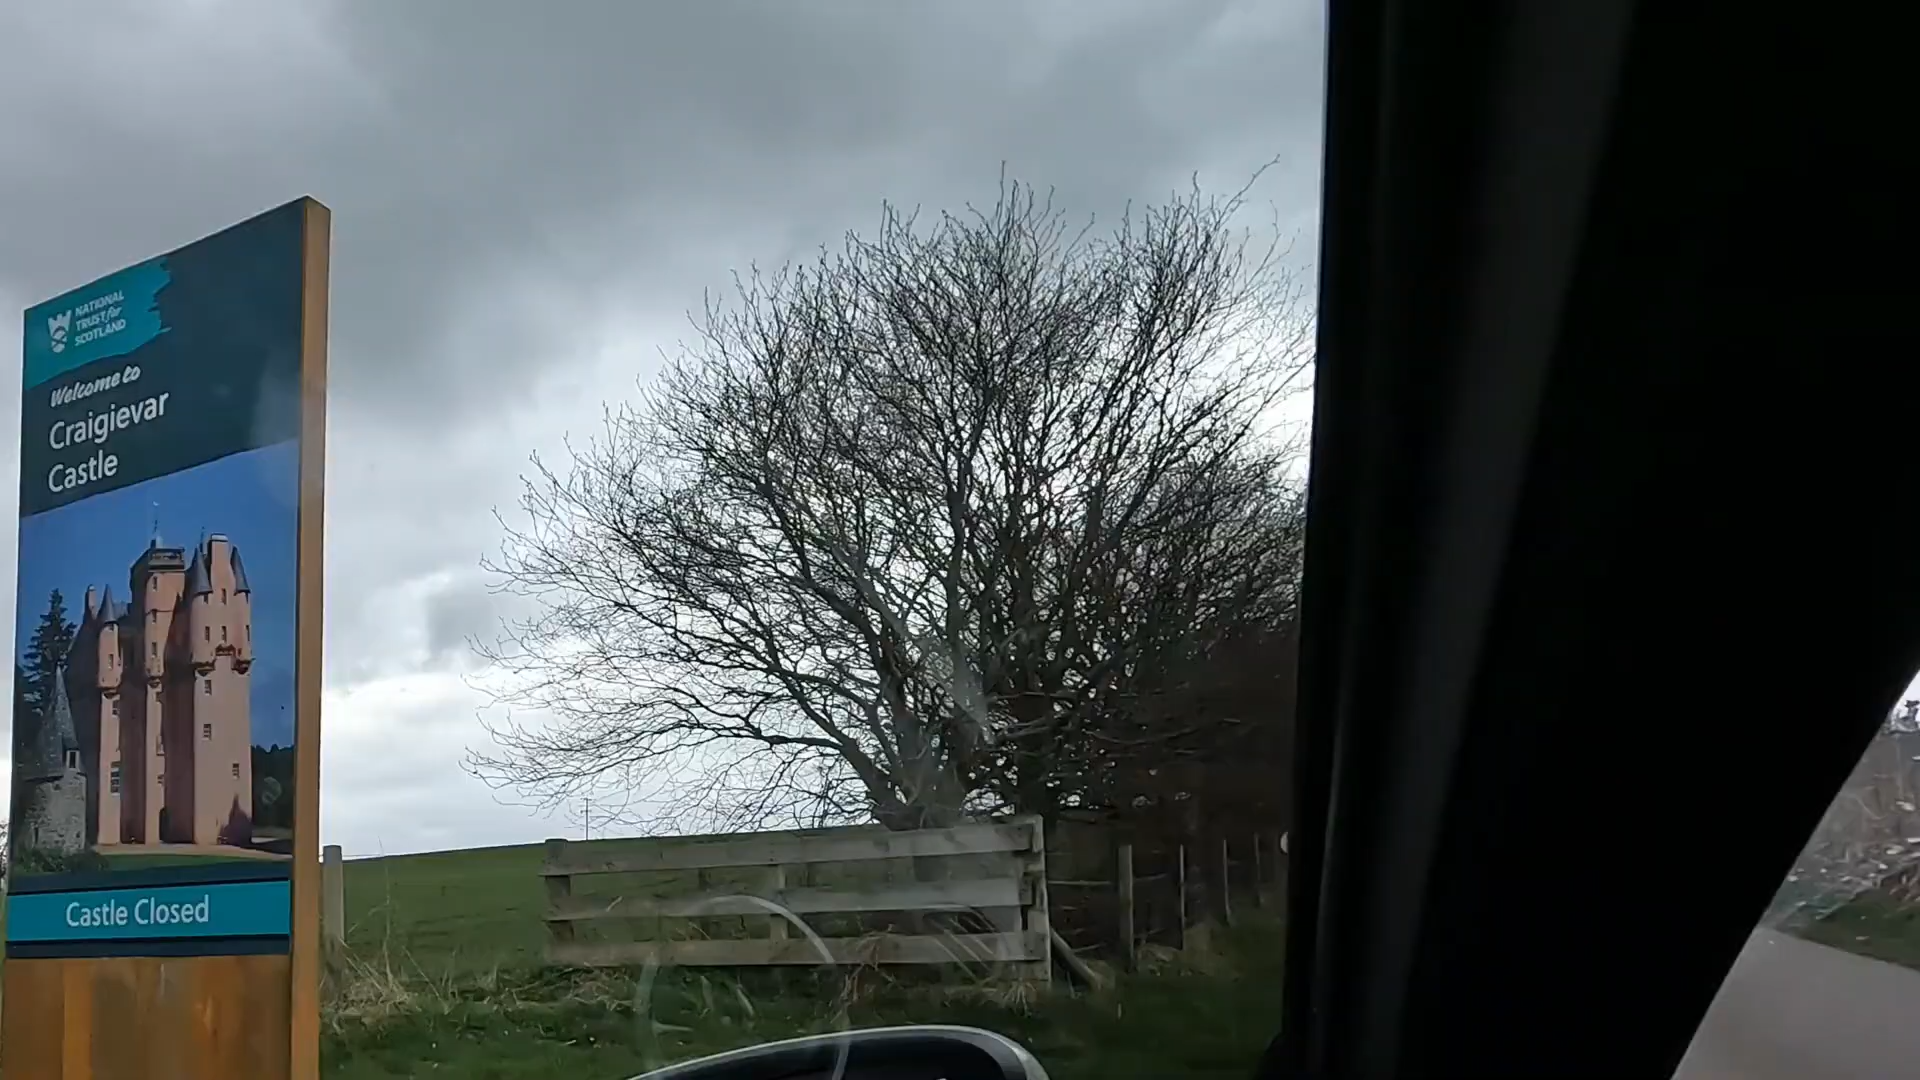 NATIONAL
TRUST for
SCOTLAND
Welcome to
Craigievar
Castle
Castle Closed